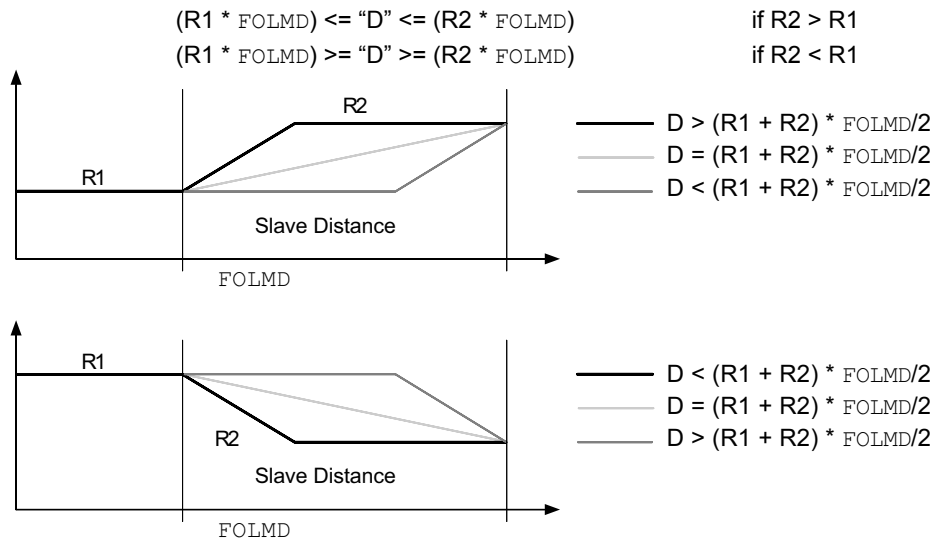 (R1 * FOLMD) <= “D” <= (R2 * FOLMD) if R2 > R1
(R1 * FOLMD) >= “D” >= (R2 * FOLMD) if R2 < R1
R2
R1
Slave Distance
FOLMD
D > (R1 + R2) * FOLMD/2
D = (R1 + R2) * FOLMD/2
D < (R1 + R2) * FOLMD/2
R1
R2
Slave Distance
FOLMD
D < (R1 + R2) * FOLMD/2
D = (R1 + R2) * FOLMD/2
D > (R1 + R2) * FOLMD/2